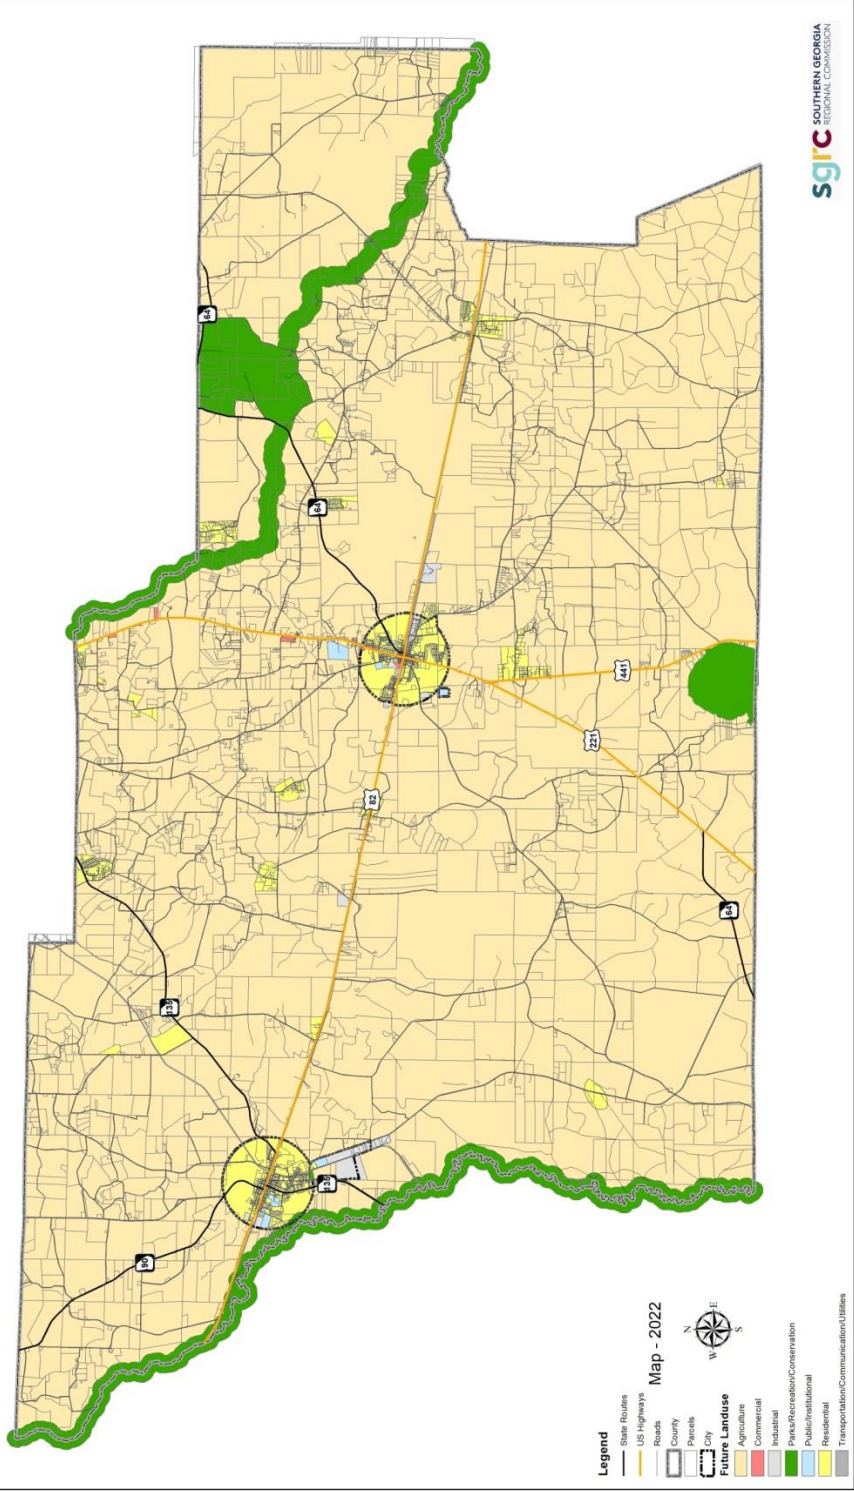 sgrc SOUTHERN GEORGIA
REGIONAL COMMISSION
64
64
441
221
82
64
135
135
90
Map - 2022
N
W E
S
Legend
State Routes
US Highways
Roads
County
Parcels
City
Future Landuse
Agriculture
Commercial
Industrial
Parks/Recreation/Conservation
Public/Institutional
Residential
Transportation/Communication/Utilities